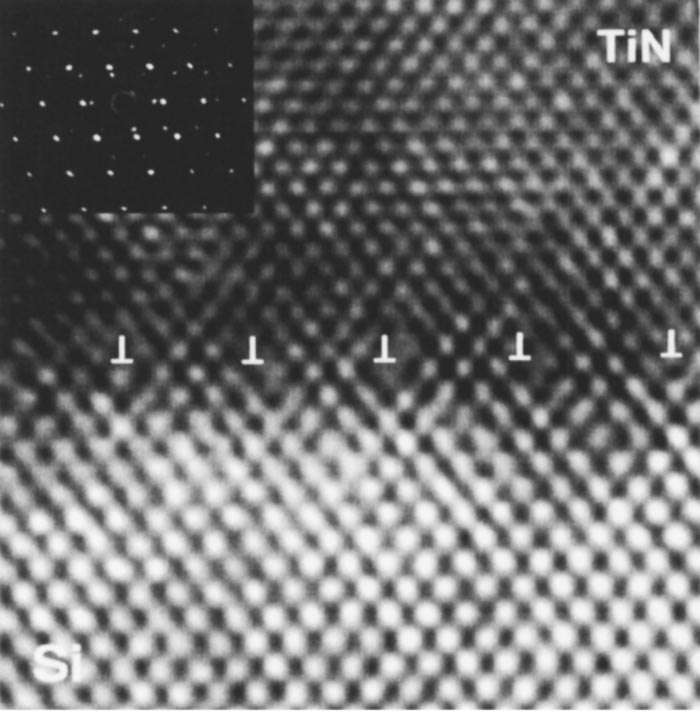 TiN
⊥ ⊥ ⊥ ⊥ ⊥
Si